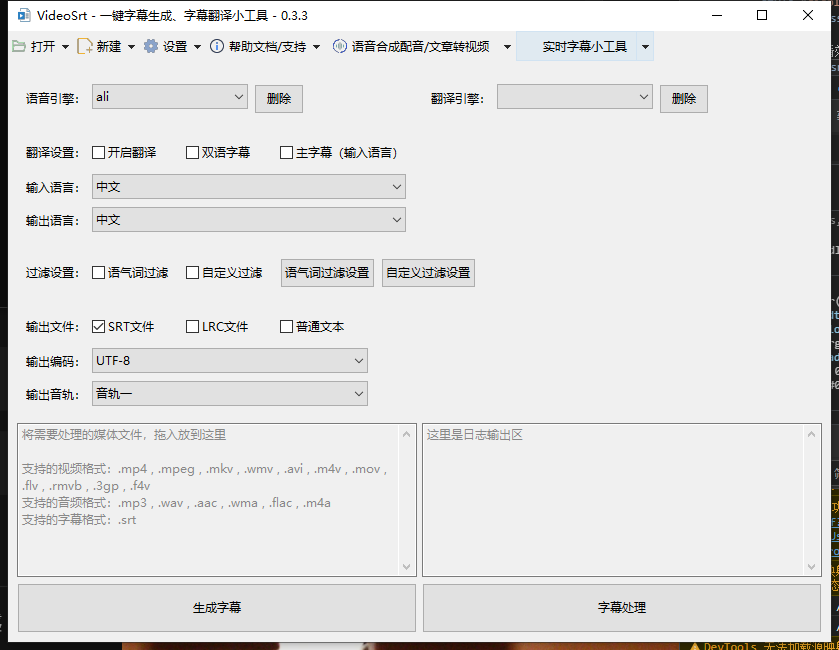 VideoSrt - 一键字幕生成、字幕翻译小工具 - 0.3.3
打开 新建 设置 帮助文档/支持 语音合成配音/文章转视频 实时字幕小工具
语音引擎： ali 删除 翻译引擎： 删除
翻译设置： 开启翻译 双语字幕 主字幕（输入语言）
输入语言： 中文
输出语言： 中文
过滤设置： 语气词过滤 自定义过滤 语气词过滤设置 自定义过滤设置
输出文件： SRT文件 LRC文件 普通文本
输出编码： UTF-8
输出音轨： 音轨一
将需要处理的媒体文件，拖入放到这里
支持的视频格式：.mp4 , .mpeg , .mkv , .wmv , .avi , .m4v , .mov ,
.flv , .rmvb , .3gp , .f4v
支持的音频格式：.mp3 , .wav , .aac , .wma , .flac , .m4a
支持的字幕格式：.srt
这里是日志输出区
生成字幕 字幕处理
DevTools 无法加载源映射